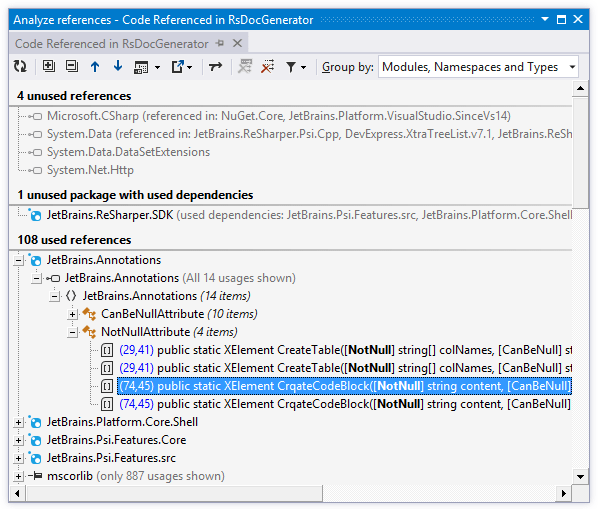 Analyze references - Code Referenced in RsDocGenerator
Code Referenced in RsDocGenerator
Group by: Modules, Namespaces and Types
4 unused references
Microsoft.CSharp (referenced in: NuGet.Core, JetBrains.Platform.VisualStudio.SinceVs14)
System.Data (referenced in: JetBrains.ReSharper.Psi.Cpp, DevExpress.XtraTreeList.v7.1, JetBrains.ReSh
System.Data.DataSetExtensions
System.Net.Http
1 unused package with used dependencies
JetBrains.ReSharper.SDK (used dependencies: JetBrains.Psi.Features.src, JetBrains.Platform.Core.Shell
108 used references
JetBrains.Annotations
JetBrains.Annotations (All 14 usages shown)
JetBrains.Annotations (14 items)
CanBeNullAttribute (10 items)
NotNullAttribute (4 items)
(29,41) public static XElement CreateTable([NotNull] string[] colNames, [CanBeNull] st
(29,41) public static XElement CreateTable([NotNull] string[] colNames, [CanBeNull] st
(74,45) public static XElement CrqateCodeBlock([NotNull] string content, [CanBeNull]
(74,45) public static XElement CrqateCodeBlock([NotNull] string content, [CanBeNull]
JetBrains.Platform.Core.Shell
JetBrains.Psi.Features.Core
JetBrains.Psi.Features.src
mscorlib (only 887 usages shown)